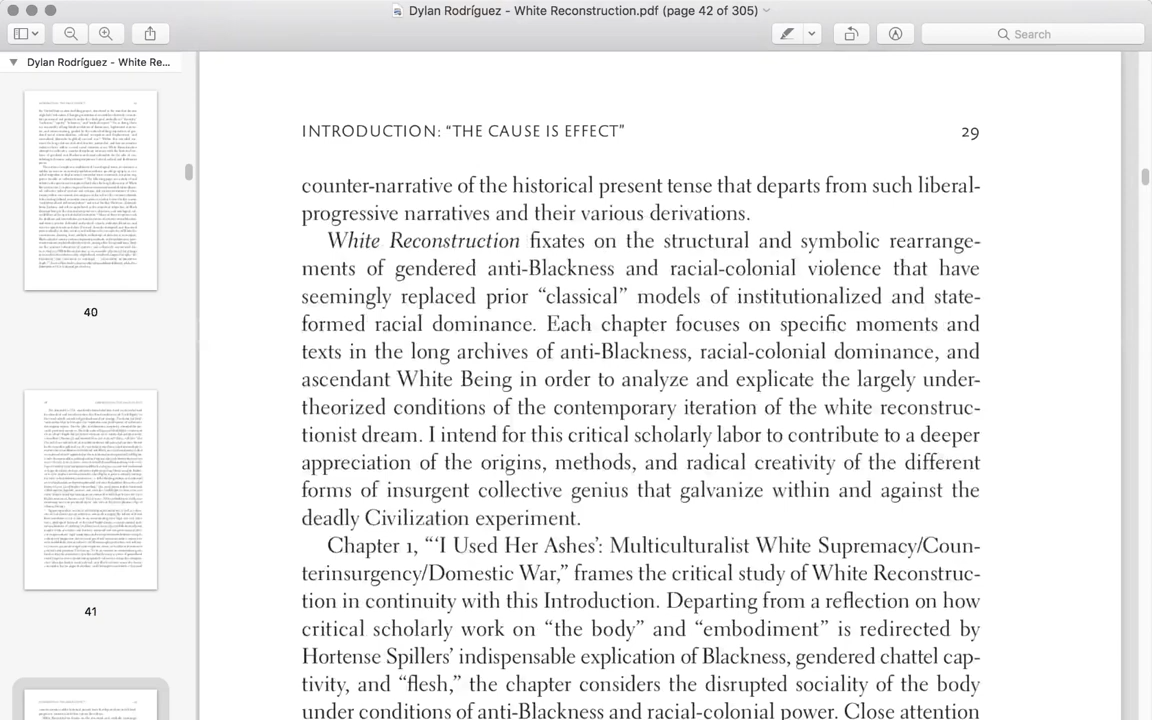 Dylan Rodríguez - White Reconstruction.pdf (page 42 of 305)
Search
Dylan Rodríguez - White Re...
40
41
INTRODUCTION: “THE CAUSE IS EFFECT” 29
counter-narrative of the historical present tense that departs from such liberal-
progressive narratives and their various derivations.
White Reconstruction fixates on the structural and symbolic rearrange-
ments of gendered anti-Blackness and racial-colonial violence that have
seemingly replaced prior “classical” models of institutionalized and state-
formed racial dominance. Each chapter focuses on specific moments and
texts in the long archives of anti-Blackness, racial-colonial dominance, and
ascendant White Being in order to analyze and explicate the largely under-
theorized conditions of the contemporary iteration of the white reconstruc-
tionist dream. I intend for this critical scholarly labor to contribute to a deeper
appreciation of the origins, methods, and radical creativity of the different
forms of insurgent collective genius that galvanize within and against the
deadly Civilization experiment.
Chapter 1, “‘I Used Her Ashes’: Multiculturalist White Supremacy/Coun-
terinsurgency/Domestic War,” frames the critical study of White Reconstruc-
tion in continuity with this Introduction. Departing from a reflection on how
critical scholarly work on “the body” and “embodiment” is redirected by
Hortense Spillers’ indispensable explication of Blackness, gendered chattel cap-
tivity, and “flesh,” the chapter considers the disrupted sociality of the body
under conditions of anti-Blackness and racial-colonial power. Close attention